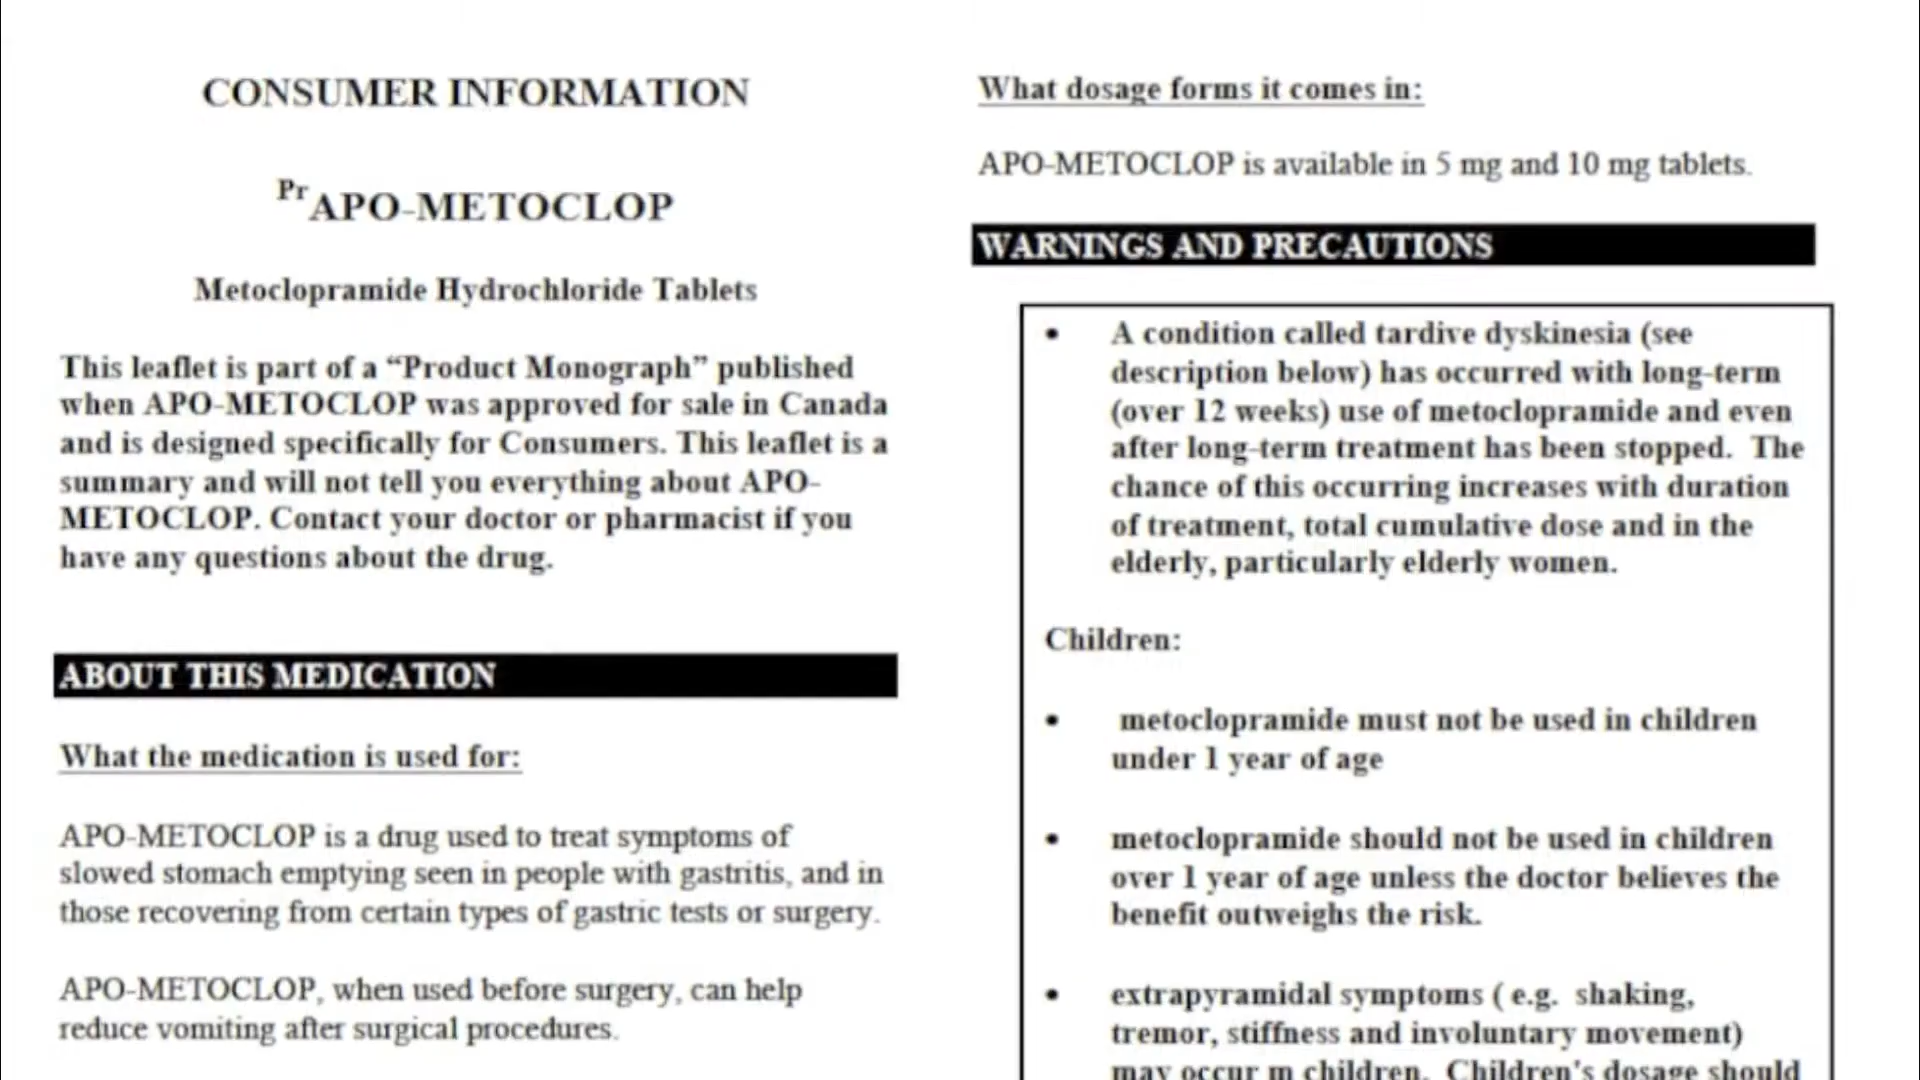 CONSUMER INFORMATION
PrAPO-METOCLOP
Metoclopramide Hydrochloride Tablets
This leaflet is part of a “Product Monograph” published
when APO-METOCLOP was approved for sale in Canada
and is designed specifically for Consumers. This leaflet is a
summary and will not tell you everything about APO-
METOCLOP. Contact your doctor or pharmacist if you
have any questions about the drug.
ABOUT THIS MEDICATION
What the medication is used for:
APO-METOCLOP is a drug used to treat symptoms of
slowed stomach emptying seen in people with gastritis, and in
those recovering from certain types of gastric tests or surgery.
APO-METOCLOP, when used before surgery, can help
reduce vomiting after surgical procedures.
What dosage forms it comes in:
APO-METOCLOP is available in 5 mg and 10 mg tablets.
WARNINGS AND PRECAUTIONS
• A condition called tardive dyskinesia (see
description below) has occurred with long-term
(over 12 weeks) use of metoclopramide and even
after long-term treatment has been stopped. The
chance of this occurring increases with duration
of treatment, total cumulative dose and in the
elderly, particularly elderly women.
Children:
• metoclopramide must not be used in children
under 1 year of age
• metoclopramide should not be used in children
over 1 year of age unless the doctor believes the
benefit outweighs the risk.
• extrapyramidal symptoms ( e.g. shaking,
tremor, stiffness and involuntary movement)
may occur m children. Children's dosage should